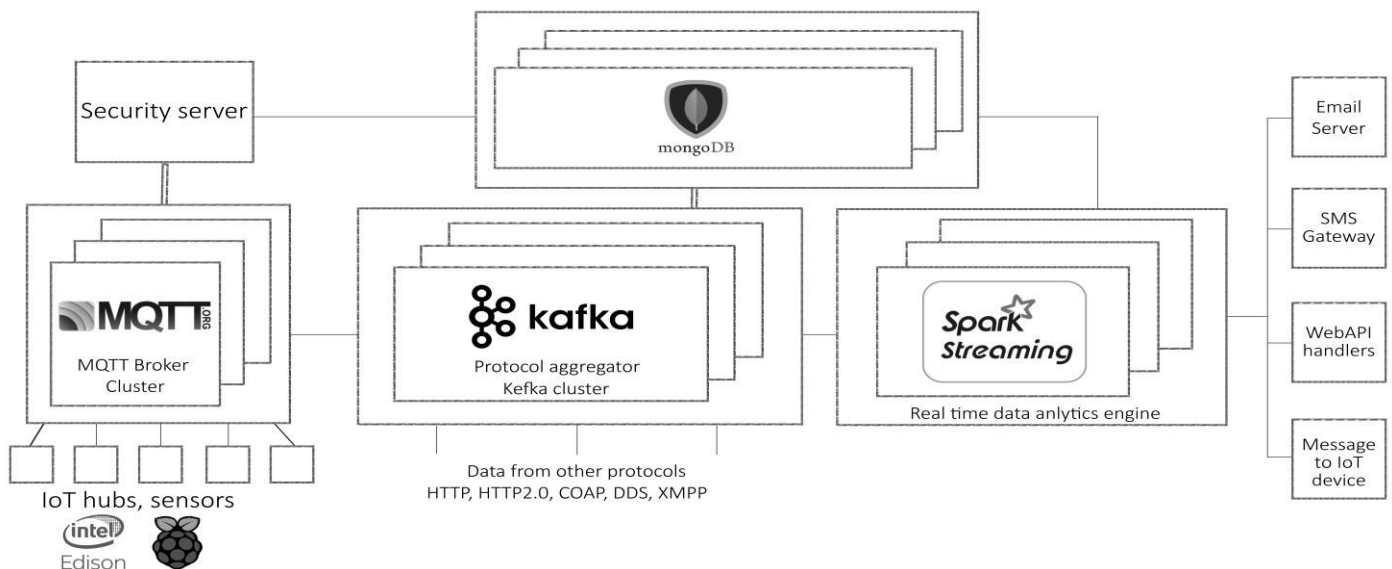 mongoDB
Security server
Email
Server
SMS
Gateway
MQTT.ORG
MQTT Broker
Cluster
kafka
Protocol aggregator
Kefka cluster
Spark
Streaming
Real time data anlytics engine
WebAPI
handlers
Message
to IoT
device
Data from other protocols
HTTP, HTTP2.0, COAP, DDS, XMPP
IoT hubs, sensors
intel
Edison